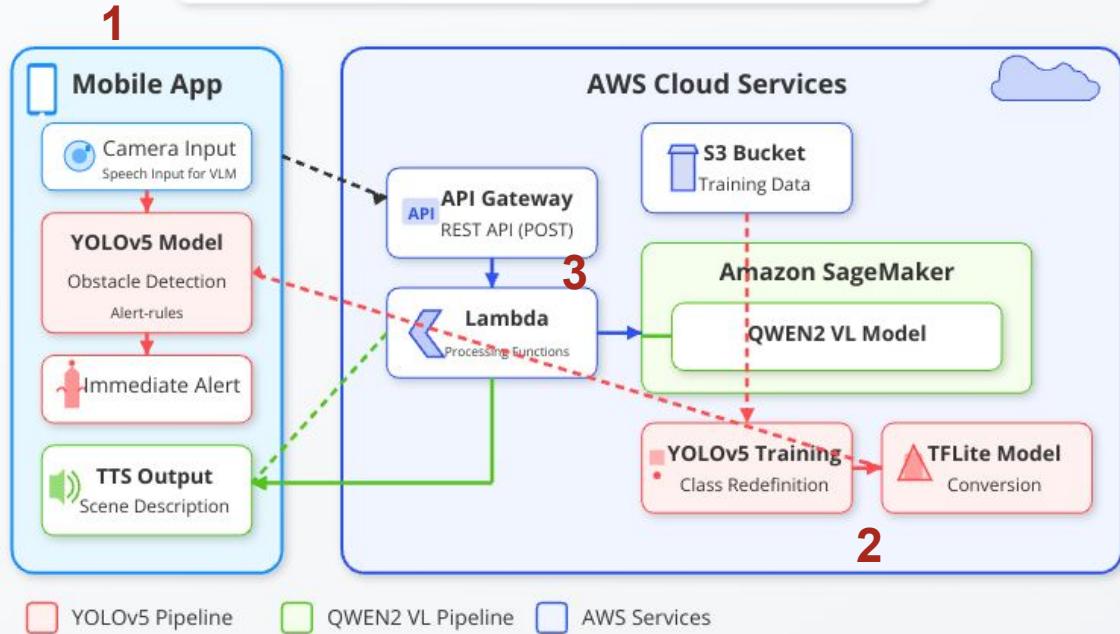 1
Mobile App
Camera Input
Speech Input for VLM
YOLOv5 Model
Obstacle Detection
Alert-rules
Immediate Alert
TTS Output
Scene Description
AWS Cloud Services
API
API Gateway
REST API (POST)
3
Lambda
Processing Functions
S3 Bucket
Training Data
Amazon SageMaker
QWEN2 VL Model
YOLOv5 Training
Class Redefinition
TFLite Model
Conversion
2
YOLOv5 Pipeline
QWEN2 VL Pipeline
AWS Services